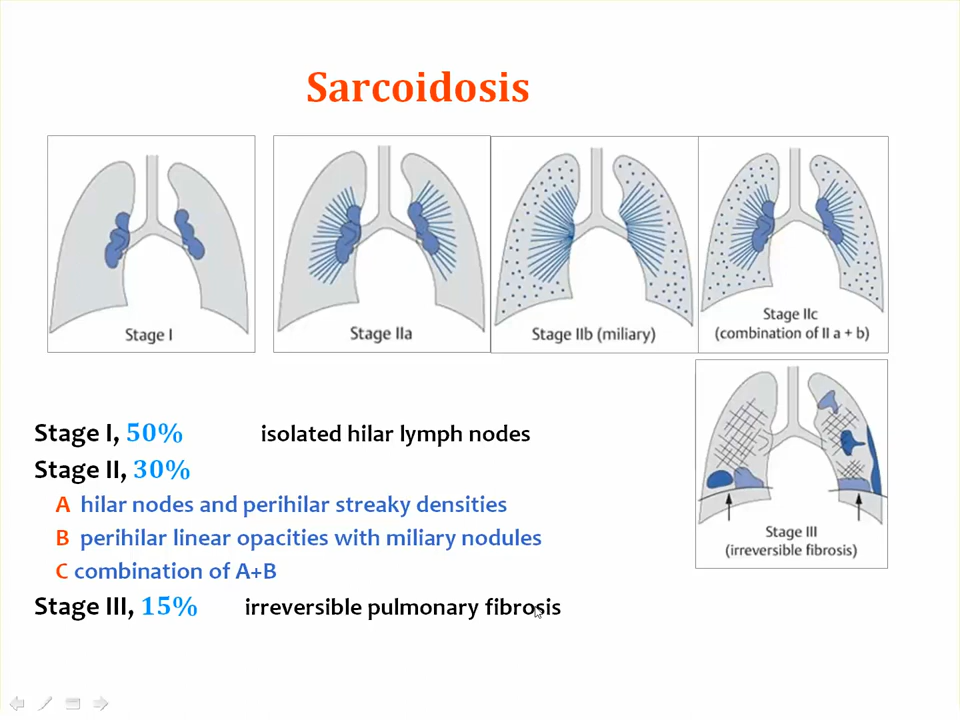 Sarcoidosis
Stage I
Stage IIa
Stage IIb (miliary)
Stage IIc
(combination of II a + b)
Stage III
(irreversible fibrosis)
Stage I, 50% isolated hilar lymph nodes
Stage II, 30%
A hilar nodes and perihilar streaky densities
B perihilar linear opacities with miliary nodules
C combination of A+B
Stage III, 15% irreversible pulmonary fibrosis